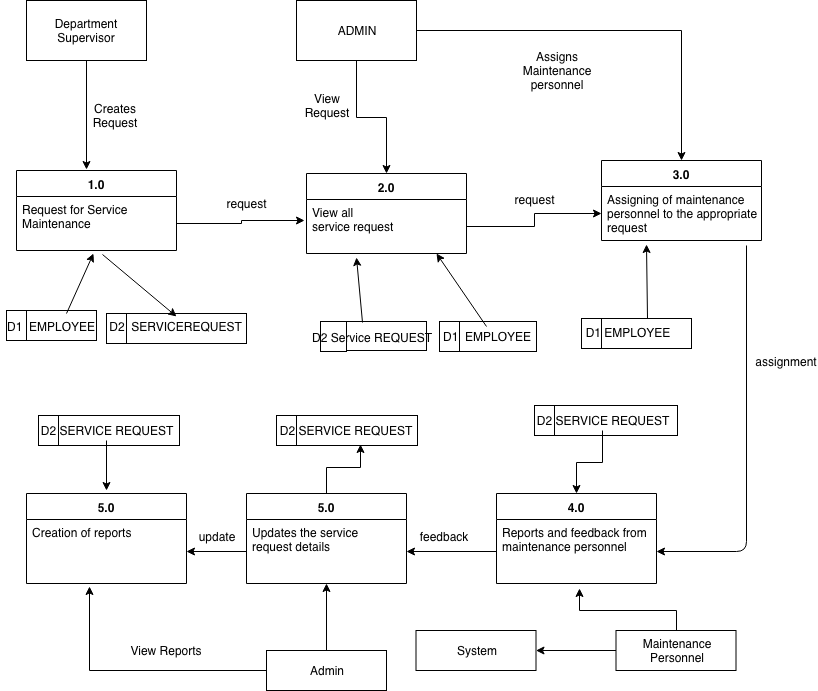 Department
Supervisor
ADMIN
Creates
Request
View
Request
Assigns
Maintenance
personnel
1.0
Request for Service
Maintenance
request
2.0
View all
service request
request
3.0
Assigning of maintenance
personnel to the appropriate
request
D1 EMPLOYEE
D2 SERVICEREQUEST
D2 Service REQUEST
D1 EMPLOYEE
D1 EMPLOYEE
assignment
D2 SERVICE REQUEST
D2 SERVICE REQUEST
D2 SERVICE REQUEST
5.0
Creation of reports
update
5.0
Updates the service
request details
feedback
4.0
Reports and feedback from
maintenance personnel
View Reports
Admin
System
Maintenance
Personnel